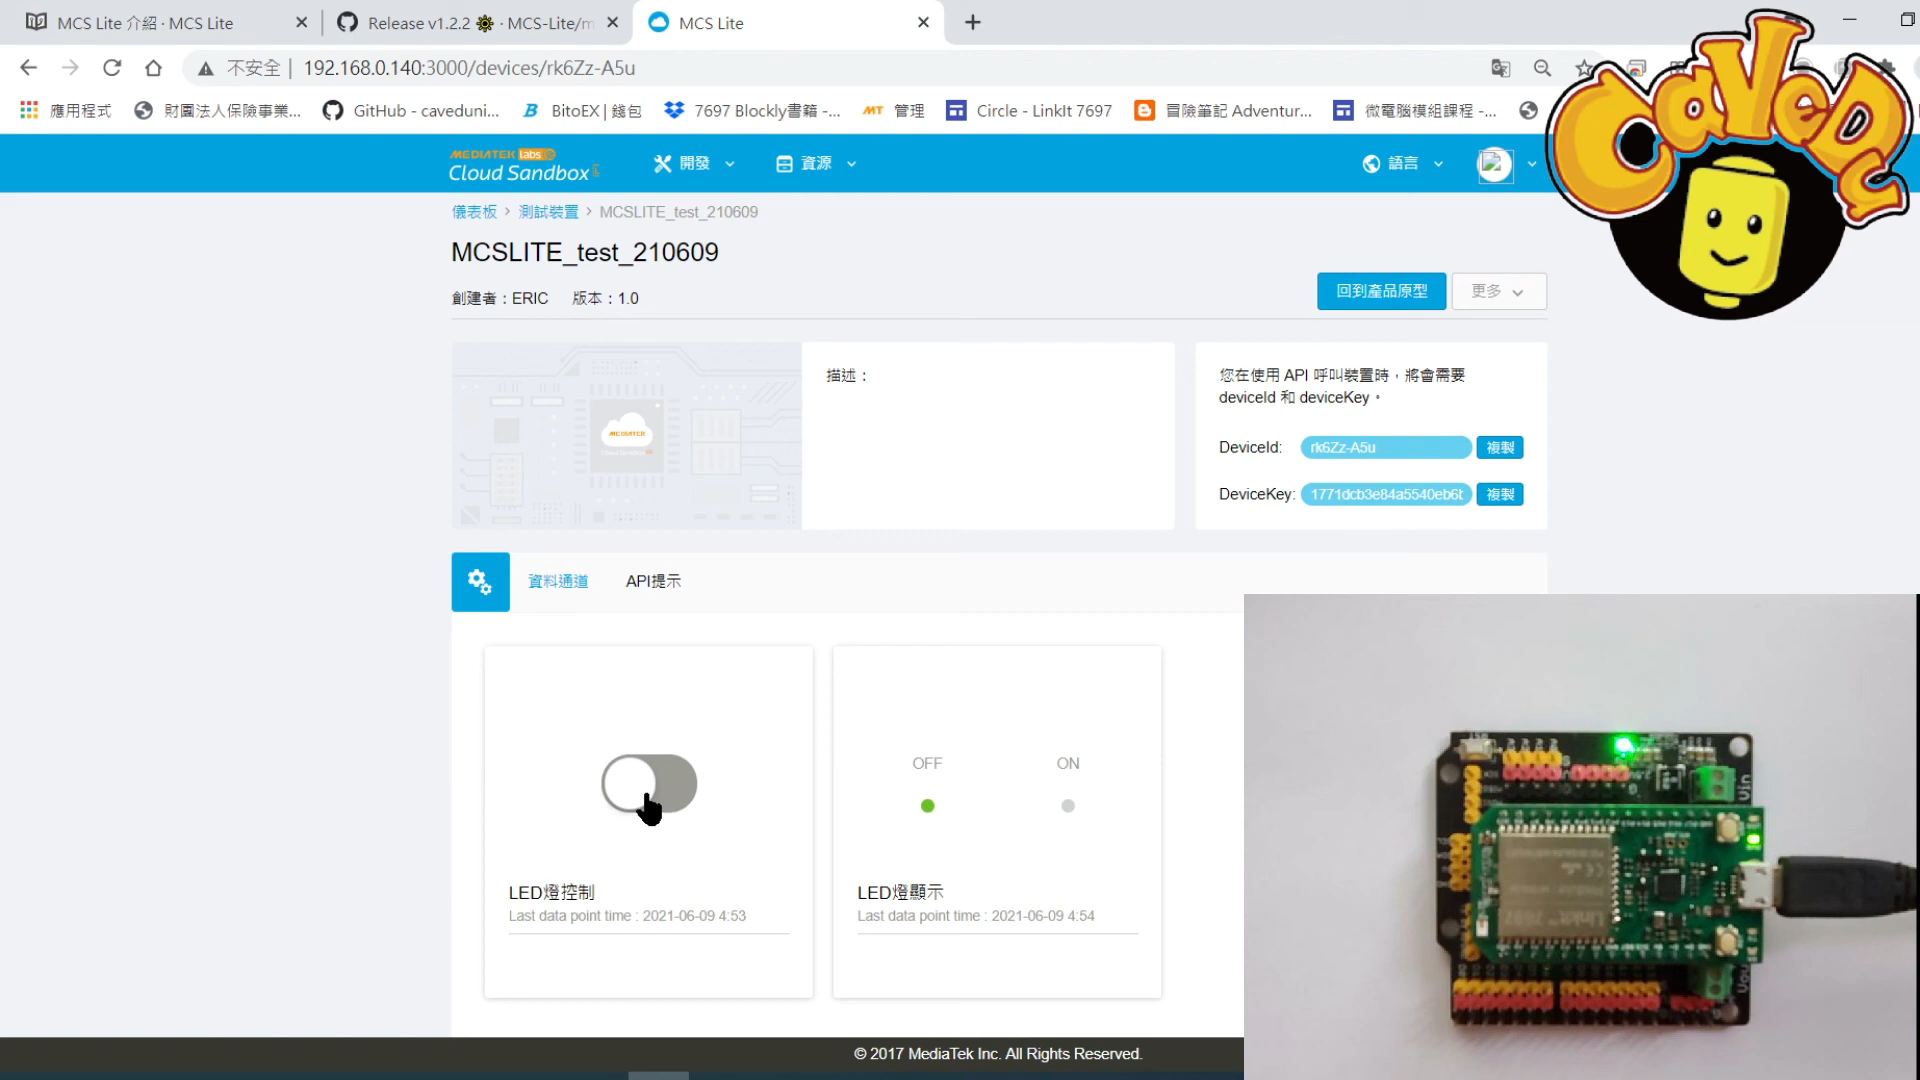 MCS Lite 介紹 · MCS Lite
Release v1.2.2 · MCS-Lite/m
MCS Lite
不安全 | 192.168.0.140:3000/devices/rk6Zz-A5u
應用程式
財團法人保險事業...
GitHub - caveduni...
BitoEX | 錢包
7697 Blockly書籍 -...
管理
Circle - LinkIt 7697
冒險筆記 Adventur...
微電腦模組課程 -...
CAVEDU
MEDIATEK labs
Cloud Sandbox
開發
資源
語言
儀表板 > 測試裝置 > MCSLITE_test_210609
MCSLITE_test_210609
創建者：ERIC 版本：1.0
回到產品原型
更多
描述：
您在使用 API 呼叫裝置時，將會需要
deviceId 和 deviceKey。
DeviceId: rk6Zz-A5u 複製
DeviceKey: 1771dcb3e84a5540eb6b 複製
資料通道
API提示
OFF ON
LED燈控制
Last data point time : 2021-06-09 4:53
LED燈顯示
Last data point time : 2021-06-09 4:54
Vin
LinkIt 7697
© 2017 MediaTek Inc. All Rights Reserved.